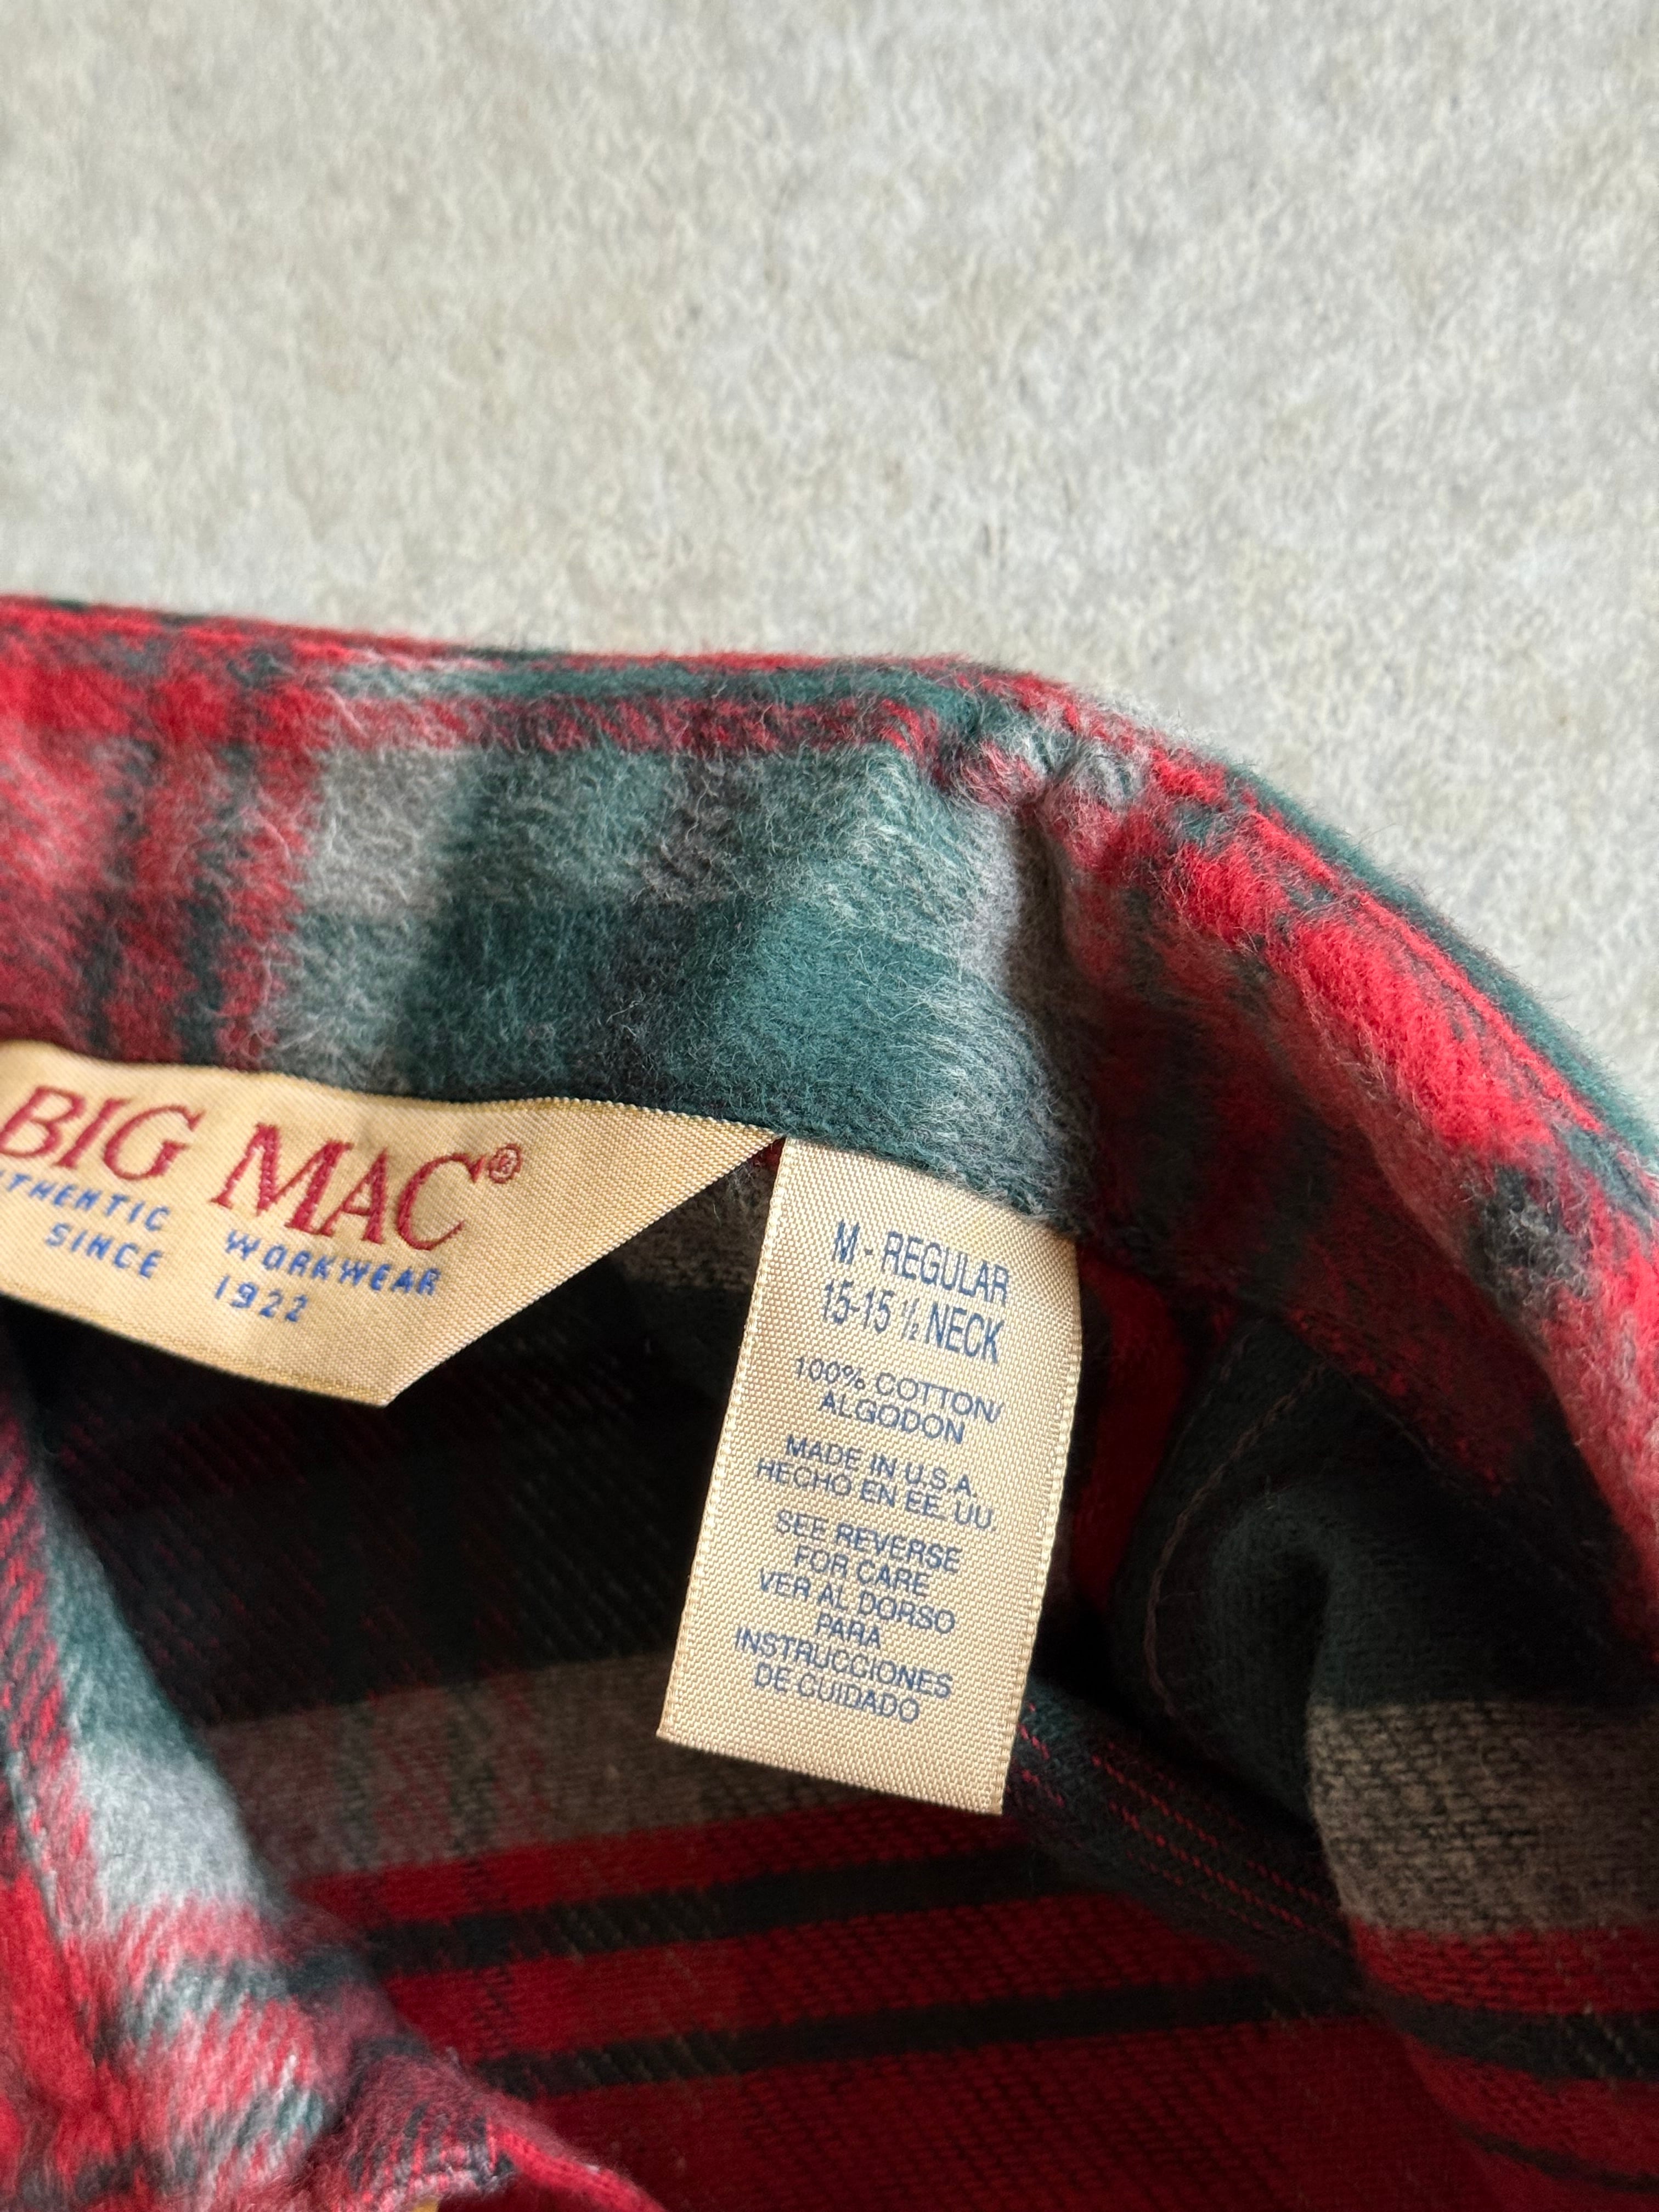 BIG MAC®
AUTHENTIC WORKWEAR
SINCE 1922
M - REGULAR
15-15 ½ NECK
100% COTTON/
ALGODON
MADE IN U.S.A.
HECHO EN EE. UU.
SEE REVERSE
FOR CARE
VER AL DORSO
PARA
INSTRUCCIONES
DE CUIDADO